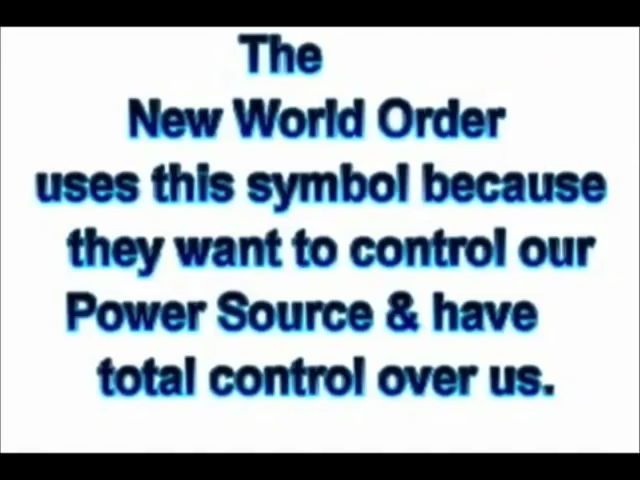 The
New World Order
uses this symbol because
they want to control our
Power Source & have
total control over us.